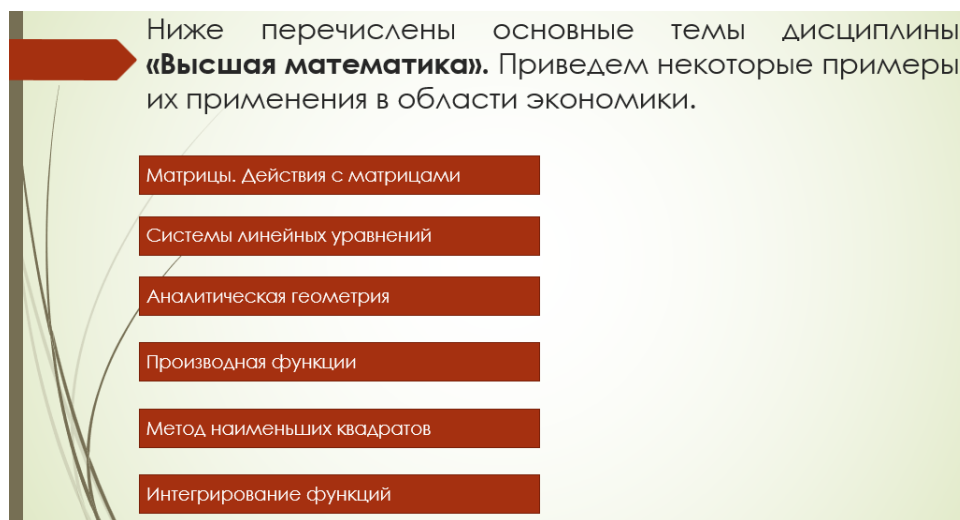 Ниже перечислены основные темы дисциплины
«Высшая математика». Приведем некоторые примеры
их применения в области экономики.
Матрицы. Действия с матрицами
Системы линейных уравнений
Аналитическая геометрия
Производная функции
Метод наименьших квадратов
Интегрирование функций